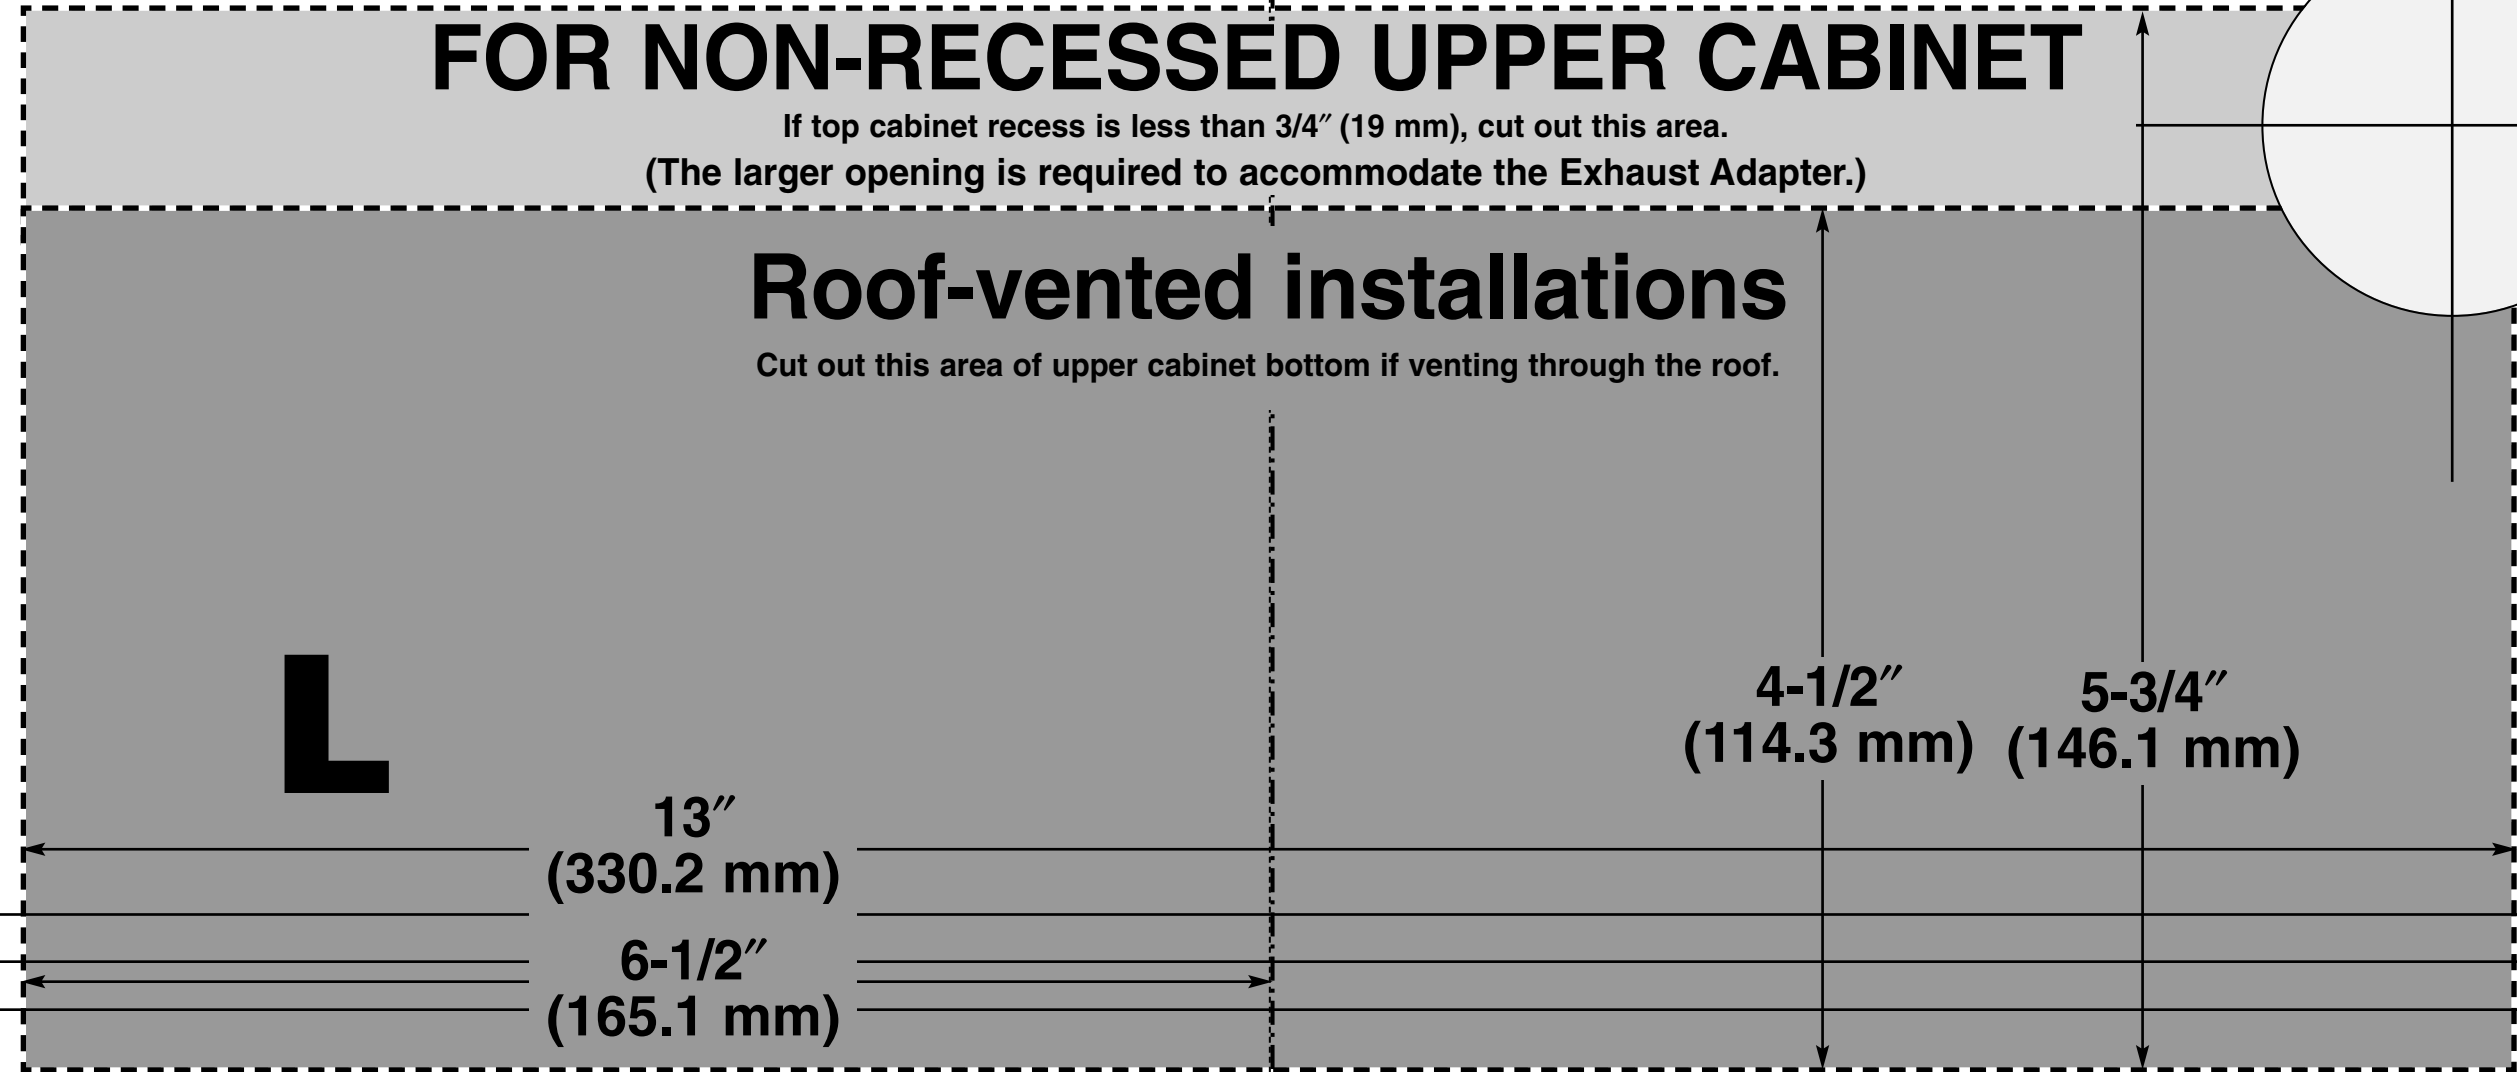 FOR NON-RECESSED UPPER CABINET
If top cabinet recess is less than 3/4″ (19 mm), cut out this area.
(The larger opening is required to accommodate the Exhaust Adapter.)
Roof-vented installations
Cut out this area of upper cabinet bottom if venting through the roof.
4-1/2″
(114.3 mm)
5-3/4″
(146.1 mm)
L
13″
(330.2 mm)
6-1/2″
(165.1 mm)